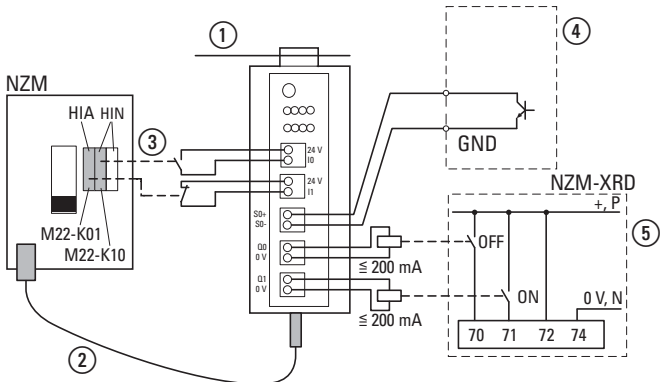 ①
④
NZM
HIA HIN
③
24 V
I0
24 V
I1
GND
M22-K01
M22-K10
S0+
S0-
Q0
0 V
Q1
0 V
≦ 200 mA
≦ 200 mA
②
NZM-XRD
+, P
⑤
OFF
ON
0 V, N
70 71 72 74